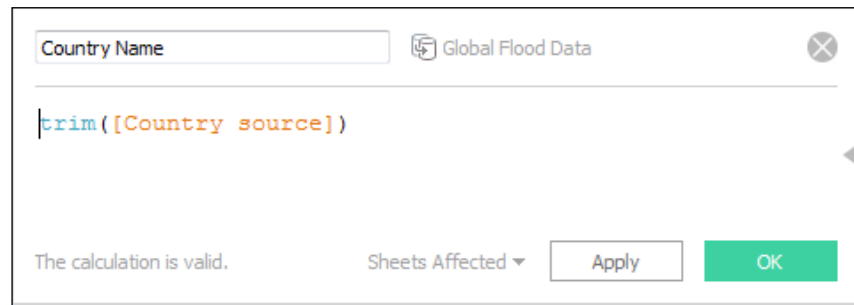 Country Name Global Flood Data
trim([Country source])
The calculation is valid. Sheets Affected Apply OK